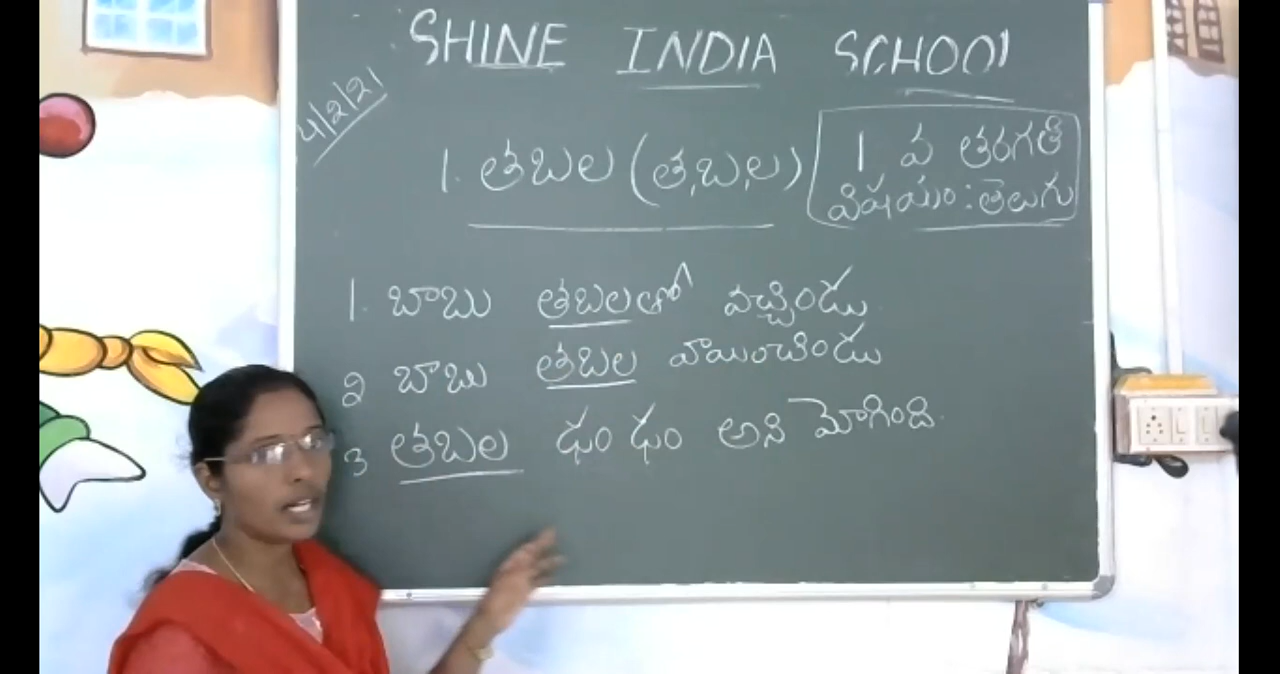 SHINE INDIA SCHOOL
4/2/21
1. తబల (త,బ,ల)
1 వ తరగతి
విషయం : తెలుగు
1. బాబు తబలతో వచ్చిండు
2 బాబు తబల వాయించిండు
3 తబల ఢం ఢం అని మోగింది.